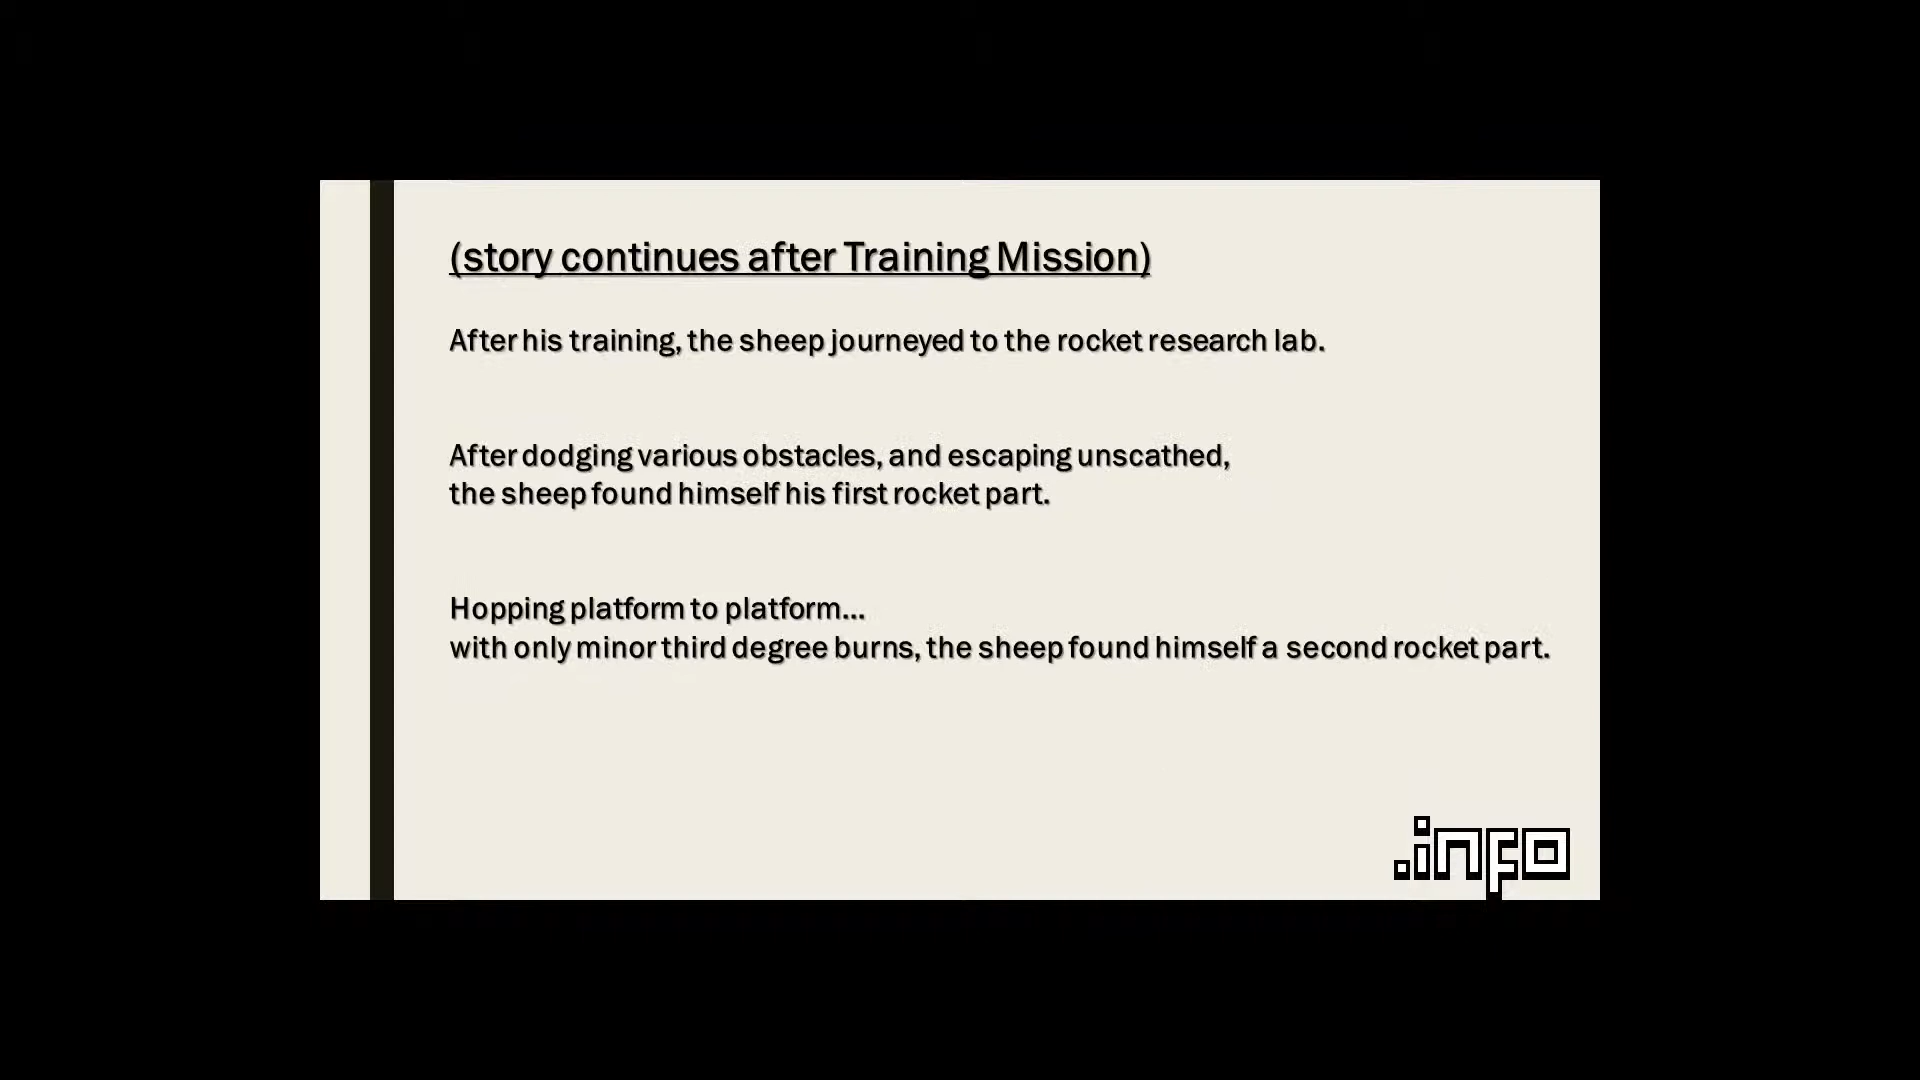 (story continues after Training Mission)
After his training, the sheep journeyed to the rocket research lab.
After dodging various obstacles, and escaping unscathed,
the sheep found himself his first rocket part.
Hopping platform to platform...
with only minor third degree burns, the sheep found himself a second rocket part.
.info